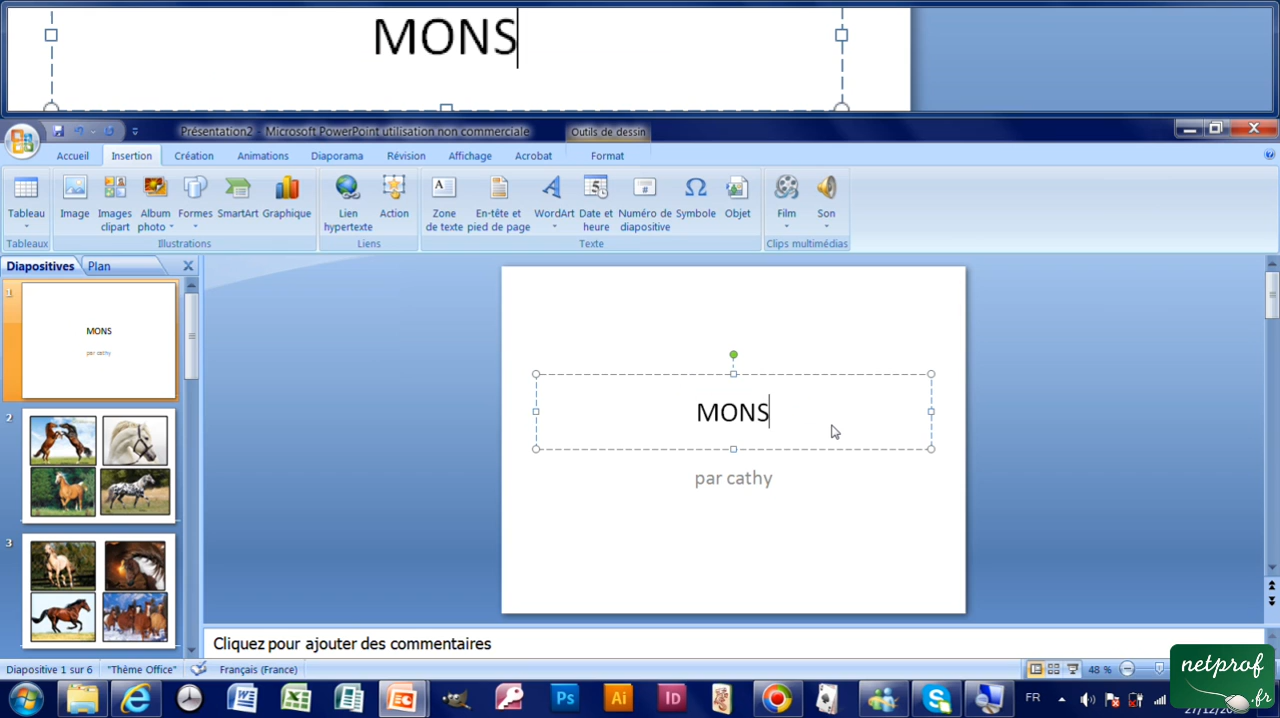 MONS
Présentation2 - Microsoft PowerPoint utilisation non commerciale
Outils de dessin
Accueil Insertion Création Animations Diaporama Révision Affichage Acrobat Format
Tableau Image Images clipart Album photo Formes SmartArt Graphique Lien hypertexte Action Zone de texte En-tête et pied de page WordArt Date et heure Numéro de diapositive Symbole Objet Film Son
Tableaux Illustrations Liens Texte Clips multimédias
Diapositives Plan
1
MONS
par cathy
2
3
MONS
par cathy
Cliquez pour ajouter des commentaires
Diapositive 1 sur 6 "Thème Office" Français (France) 48 %
FR
netprof
.fr